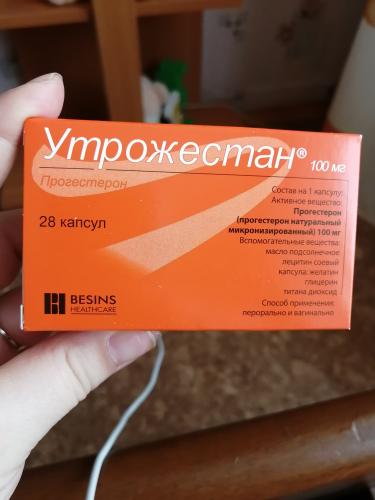 Утрожестан® 100 мг
Прогестерон
28 капсул
Состав на 1 капсулу:
Активное вещество:
Прогестерон
(прогестерон натуральный
микронизированный) 100 мг
Вспомогательные вещества:
масло подсолнечное
лецитин соевый
капсула: желатин
глицерин
титана диоксид
Способ применения:
перорально и вагинально
BESINS
HEALTHCARE